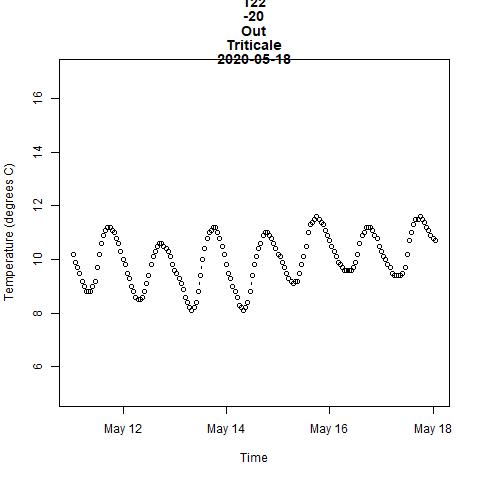 122
-20
Out
Triticale
2020-05-18
Temperature (degrees C)
16
14
12
10
8
6
May 12
May 14
May 16
May 18
Time